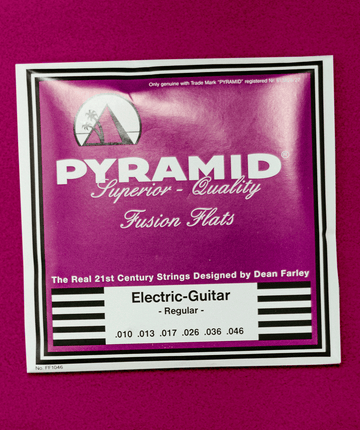 Only genuine with Trade Mark "PYRAMID" registered
PYRAMID®
Superior - Quality
Fusion Flats
The Real 21st Century Strings Designed by Dean Farley
Electric-Guitar
- Regular -
.010 .013 .017 .026 .036 .046
No. FF1046